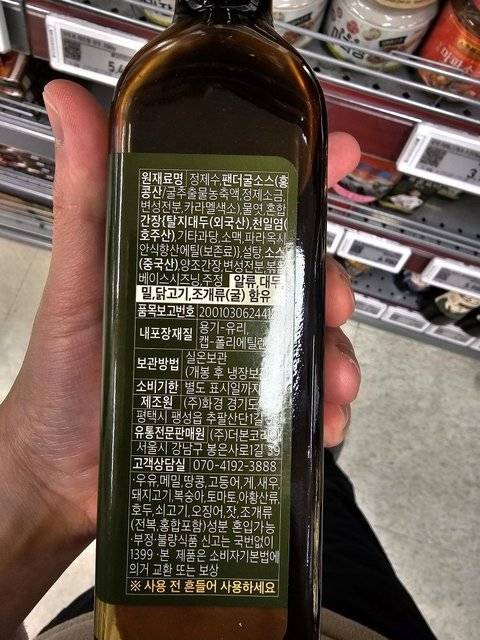 원재료명 정제수,팬더굴소스(홍
콩산/굴추출물농축액,정제소금,
변성전분,카라멜색소),물엿,혼합
간장(탈지대두(외국산),천일염(
호주산),기타과당,소맥,파라옥시
안식향산에틸(보존료),설탕,소스
(중국산),양조간장,변성전분,볶음
베이스시즈닝,주정 알류,대두,
밀,닭고기,조개류(굴) 함유
품목보고번호 2001030624
내포장재질 용기-유리,
캡-폴리에틸렌
보관방법 실온보관
(개봉 후 냉장보관)
소비기한 별도 표시일까지
제조원 (주)화경 경기도
평택시 팽성읍 추팔산단1길
유통전문판매원 (주)더본코리아
서울시 강남구 봉은사로1길 39
고객상담실 070-4192-3888
·우유,메밀,땅콩,고등어,게,새우,
돼지고기,복숭아,토마토,아황산류,
호두,쇠고기,오징어,잣,조개류
(전복,홍합포함)성분 혼입가능
·부정·불량식품 신고는 국번없이
1399 ·본 제품은 소비자기본법에
의거 교환 또는 보상
※ 사용 전 흔들어 사용하세요